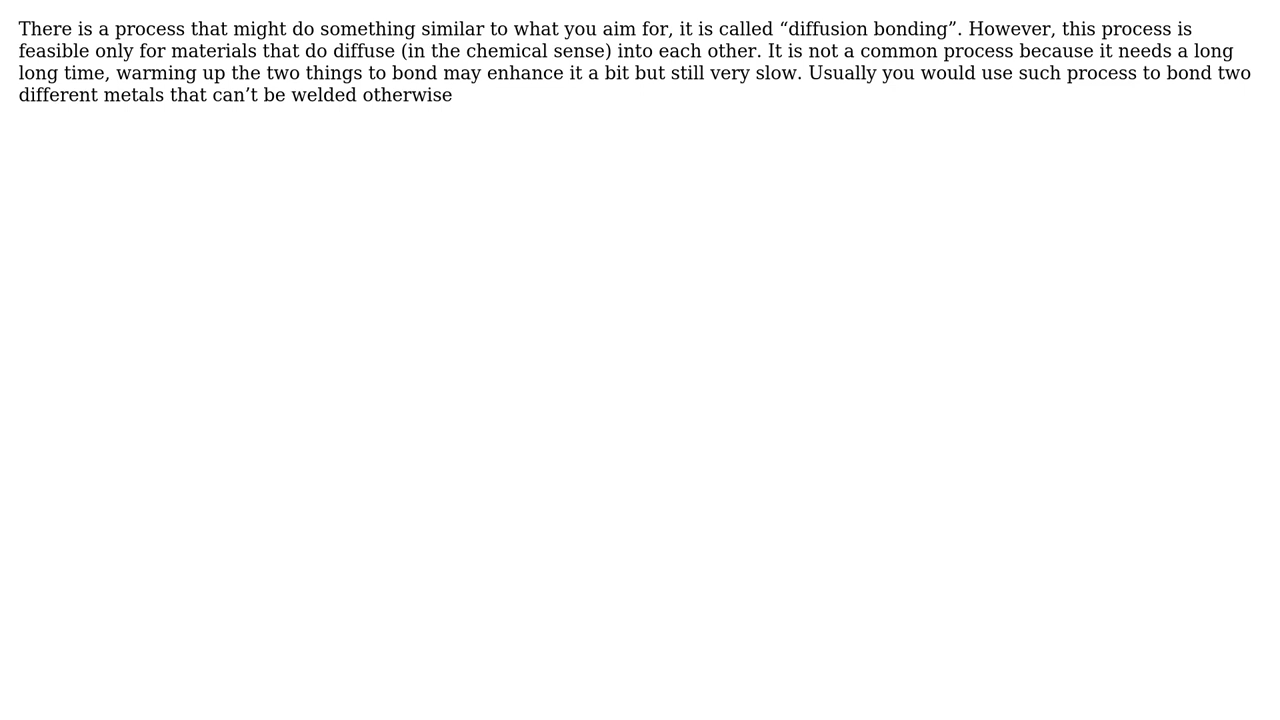 There is a process that might do something similar to what you aim for, it is called “diffusion bonding”. However, this process is
feasible only for materials that do diffuse (in the chemical sense) into each other. It is not a common process because it needs a long
long time, warming up the two things to bond may enhance it a bit but still very slow. Usually you would use such process to bond two
different metals that can’t be welded otherwise